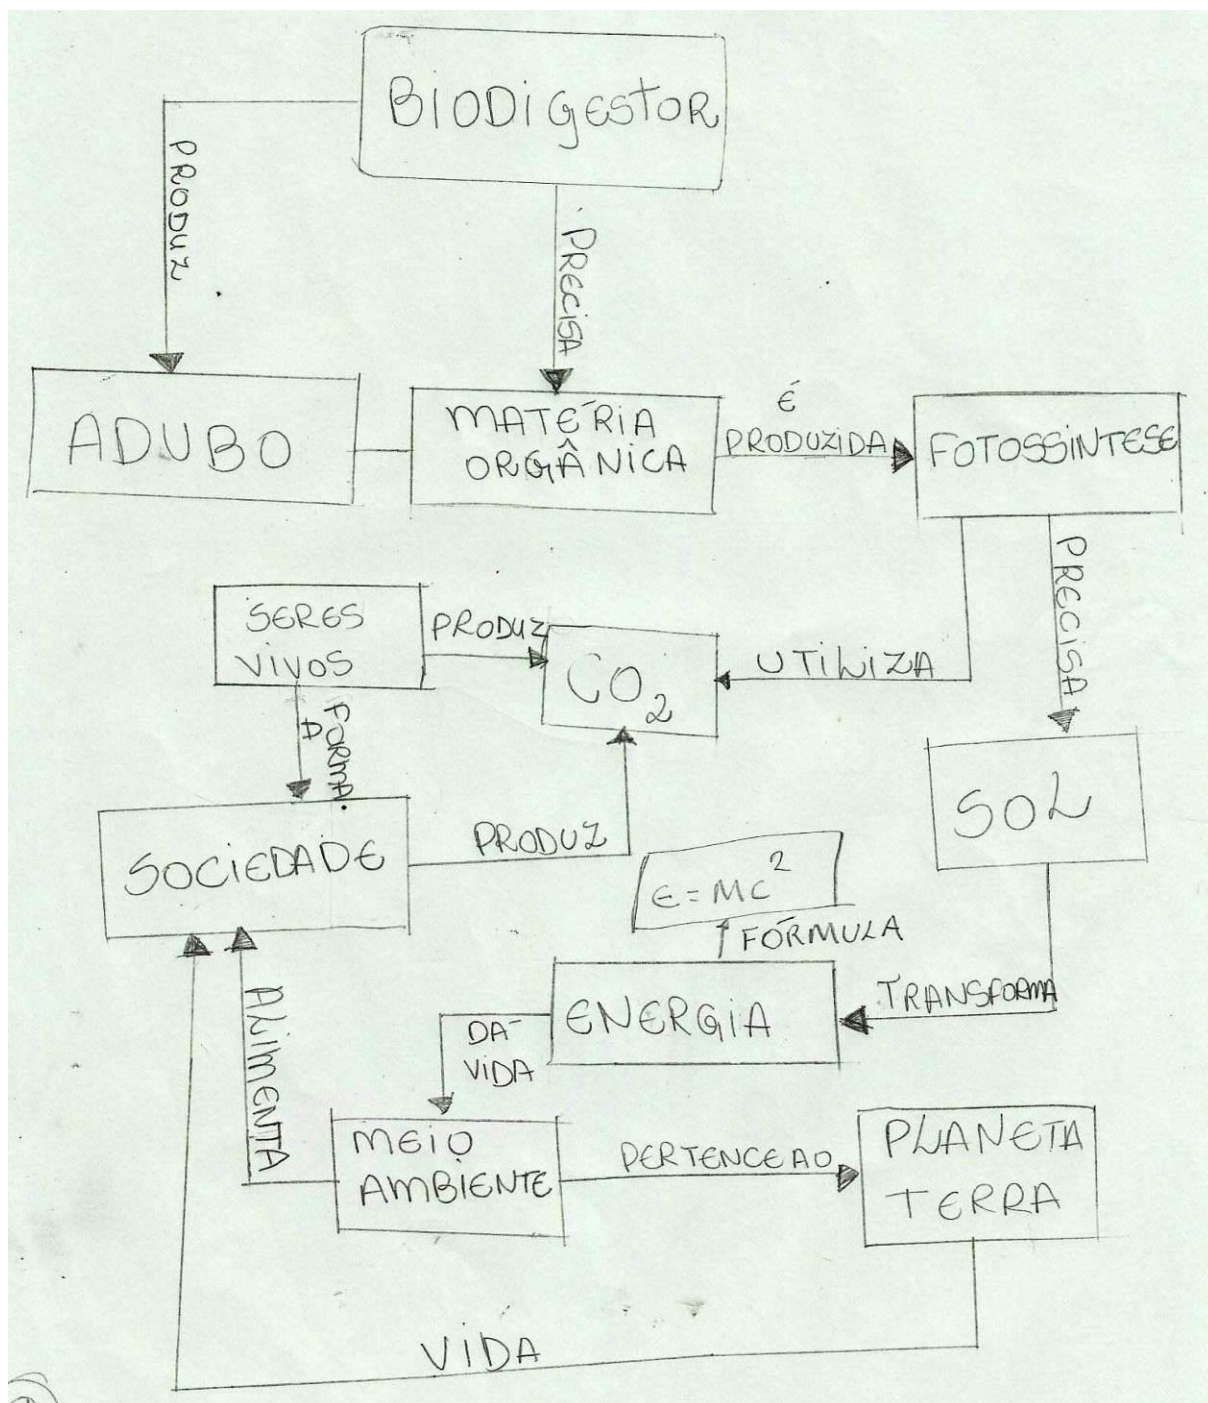 BIODIGESTOR
PRODUZ
PRECISA
ADUBO
MATÉRIA
ORGÂNICA
É
PRODUZIDA
FOTOSSINTESE
PRECISA
SERES
VIVOS
PRODUZ
CO₂
UTILIZA
FORMA
A
SOL
SOCIEDADE
PRODUZ
E=MC²
FÓRMULA
ENERGIA
TRANSFORMA
DÁ
VIDA
ALIMENTA
MEIO
AMBIENTE
PERTENCE AO
PLANETA
TERRA
VIDA